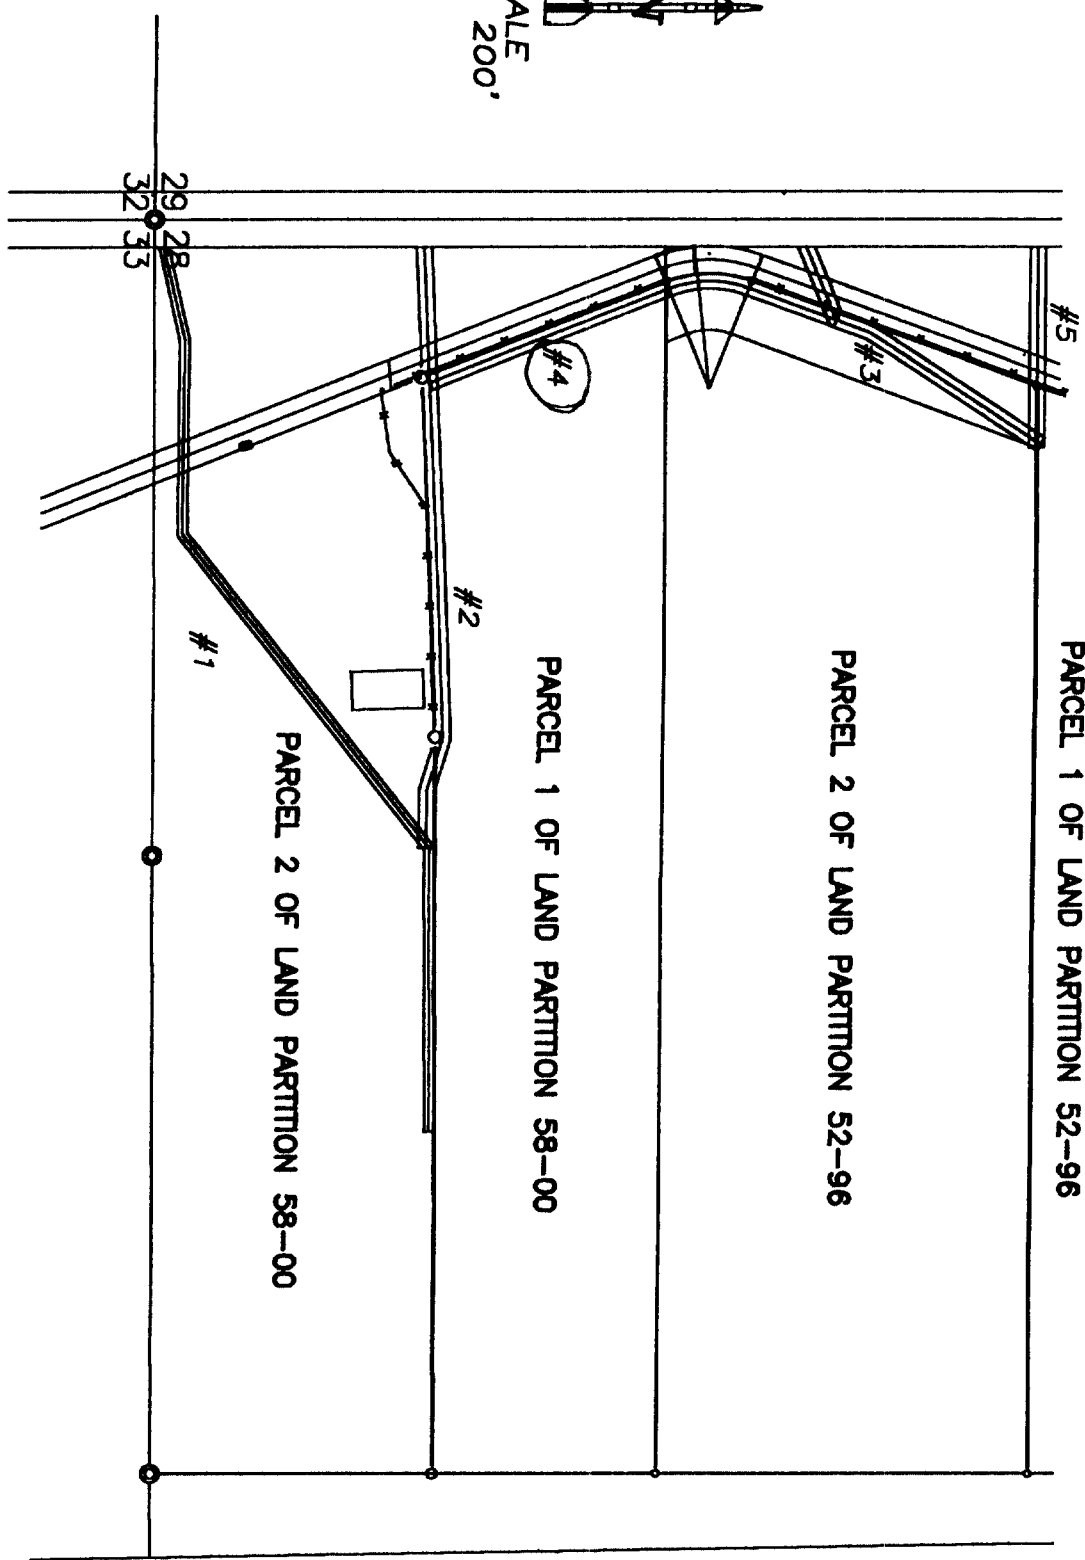 #5
PARCEL 1 OF LAND PARTITION 52-96
#3
PARCEL 2 OF LAND PARTITION 52-96
#4
PARCEL 1 OF LAND PARTITION 58-00
#2
#1
PARCEL 2 OF LAND PARTITION 58-00
29 28
32 33
N
ALE
200'